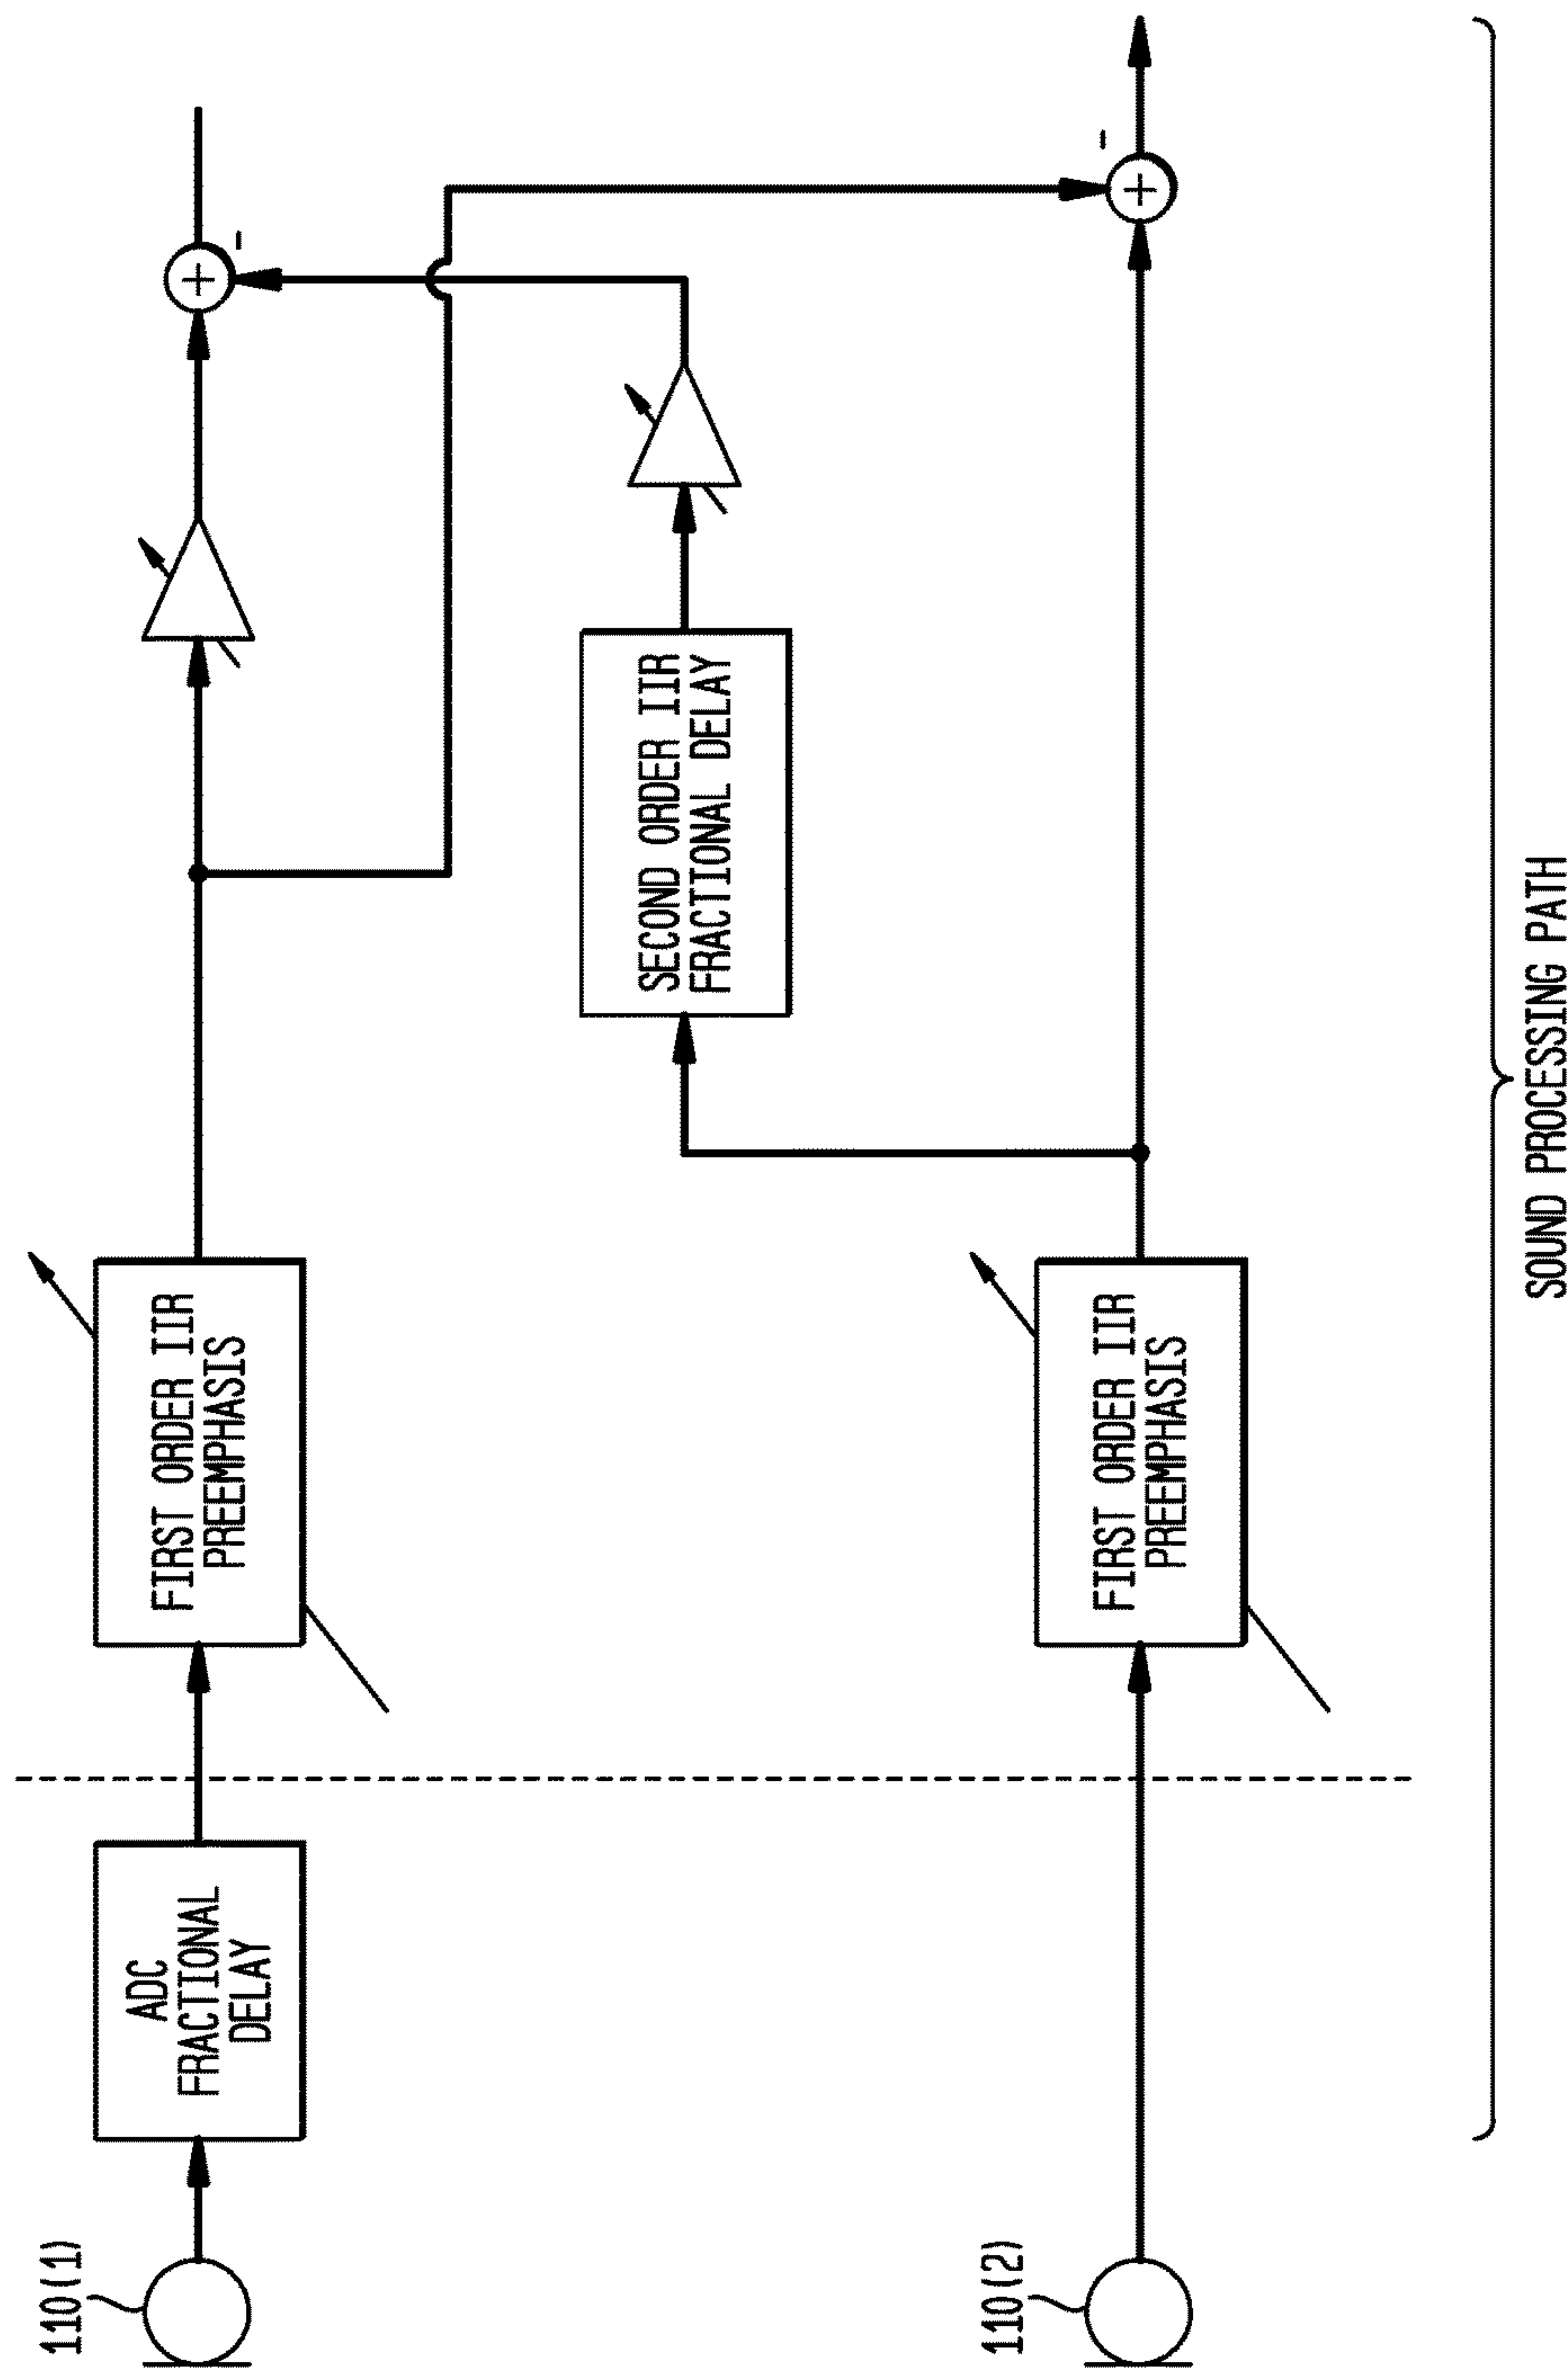 110(1)
ADC
FRACTIONAL
DELAY
FIRST ORDER IIR
PREEMPHASIS
+
-
SECOND ORDER IIR
FRACTIONAL DELAY
110(2)
FIRST ORDER IIR
PREEMPHASIS
+
-
SOUND PROCESSING PATH